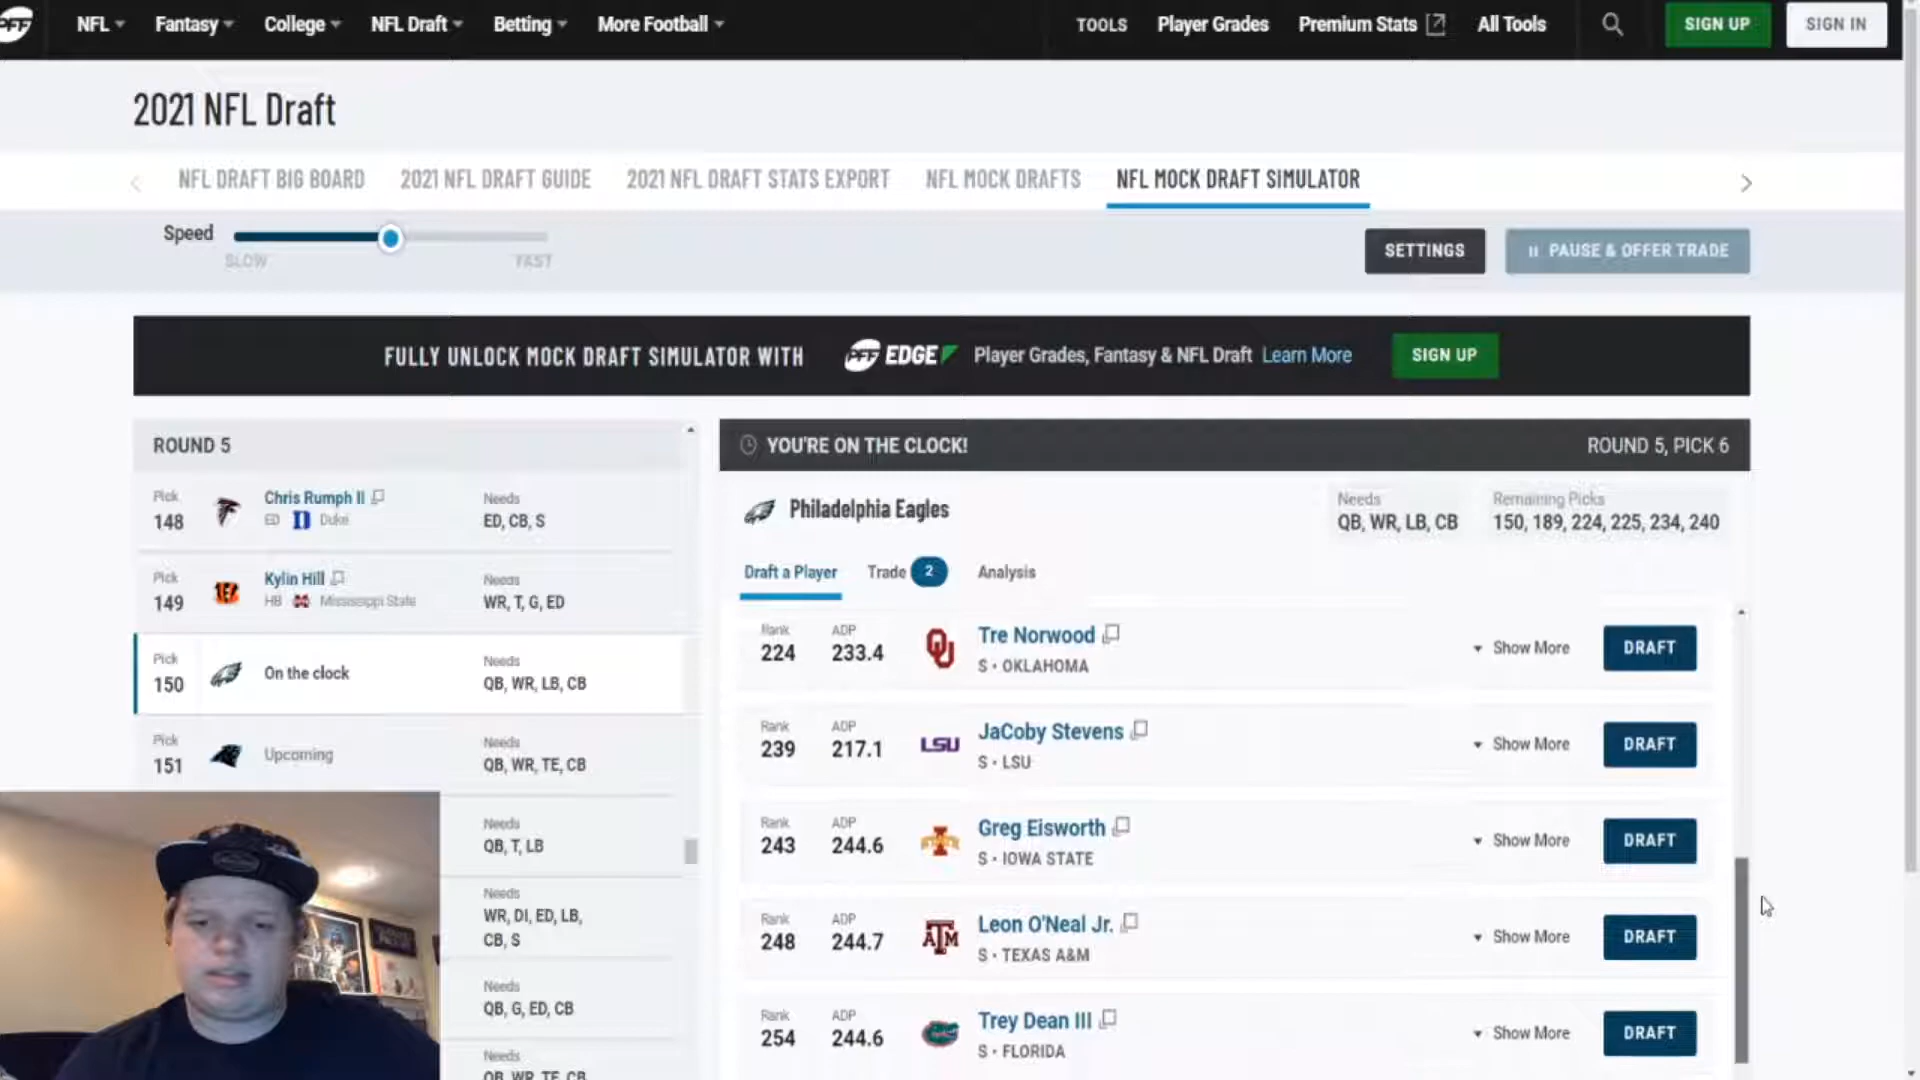 PFF NFL Fantasy College NFL Draft Betting More Football TOOLS Player Grades Premium Stats All Tools SIGN UP SIGN IN
2021 NFL Draft
NFL DRAFT BIG BOARD 2021 NFL DRAFT GUIDE 2021 NFL DRAFT STATS EXPORT NFL MOCK DRAFTS NFL MOCK DRAFT SIMULATOR
Speed
SLOW FAST
SETTINGS PAUSE & OFFER TRADE
FULLY UNLOCK MOCK DRAFT SIMULATOR WITH PFF EDGE Player Grades, Fantasy & NFL Draft Learn More SIGN UP
ROUND 5
Pick Chris Rumph II Needs
148 ED D Duke ED, CB, S
Pick Kylin Hill Needs
149 HB Mississippi State WR, T, G, ED
Pick On the clock Needs
150 QB, WR, LB, CB
Pick Upcoming Needs
151 QB, WR, TE, CB
Needs
QB, T, LB
Needs
WR, DI, ED, LB,
CB, S
Needs
QB, G, ED, CB
Needs
QB, WR, TE, CB
YOU'RE ON THE CLOCK! ROUND 5, PICK 6
Philadelphia Eagles
Needs Remaining Picks
QB, WR, LB, CB 150, 189, 224, 225, 234, 240
Draft a Player Trade 2 Analysis
Rank ADP Tre Norwood
224 233.4 OU S • OKLAHOMA Show More DRAFT
Rank ADP JaCoby Stevens
239 217.1 LSU S • LSU Show More DRAFT
Rank ADP Greg Eisworth
243 244.6 STATE S • IOWA STATE Show More DRAFT
Rank ADP Leon O'Neal Jr.
248 244.7 ATM S • TEXAS A&M Show More DRAFT
Rank ADP Trey Dean III
254 244.6 S • FLORIDA Show More DRAFT